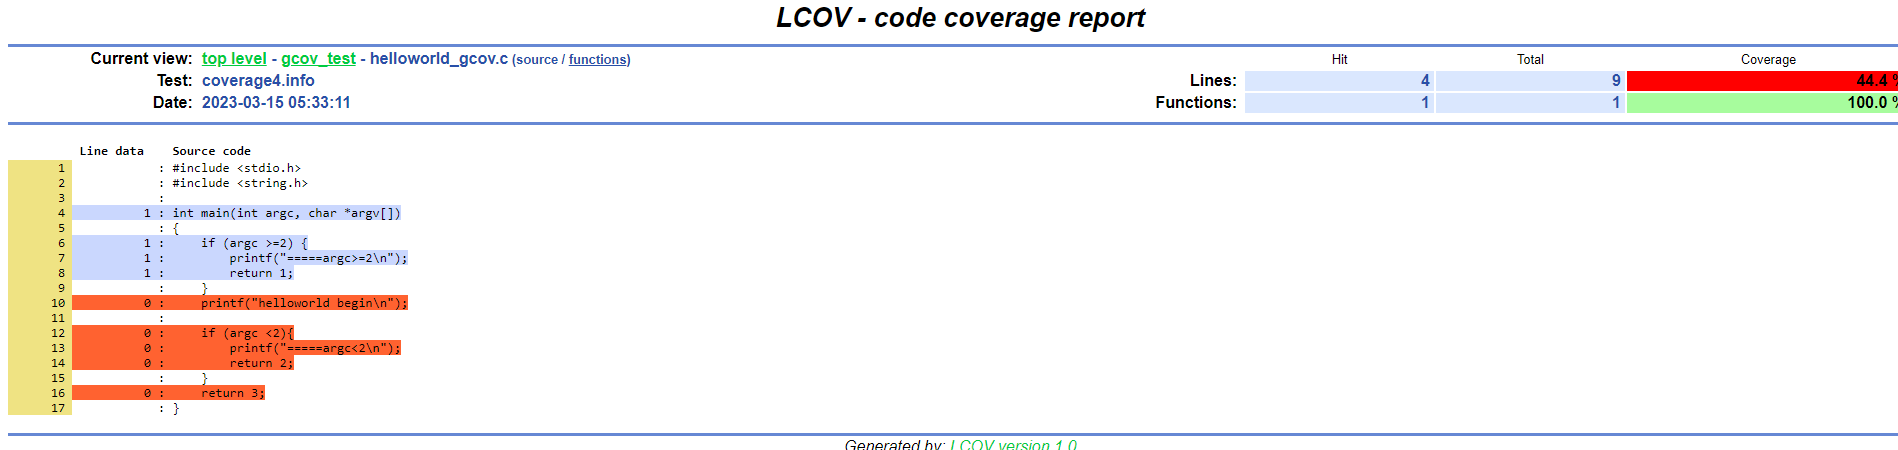 LCOV - code coverage report
Current view: top level - gcov_test - helloworld_gcov.c (source / functions) Hit Total Coverage
Test: coverage4.info Lines: 4 9 44.4 %
Date: 2023-03-15 05:33:11 Functions: 1 1 100.0 %
Line data Source code
1 : #include <stdio.h>
2 : #include <string.h>
3 :
4 1 : int main(int argc, char *argv[])
5 : {
6 1 : if (argc >=2) {
7 1 : printf("=====argc>=2\n");
8 1 : return 1;
9 : }
10 0 : printf("helloworld begin\n");
11 :
12 0 : if (argc <2){
13 0 : printf("=====argc<2\n");
14 0 : return 2;
15 : }
16 0 : return 3;
17 : }
Generated by: LCOV version 1.0